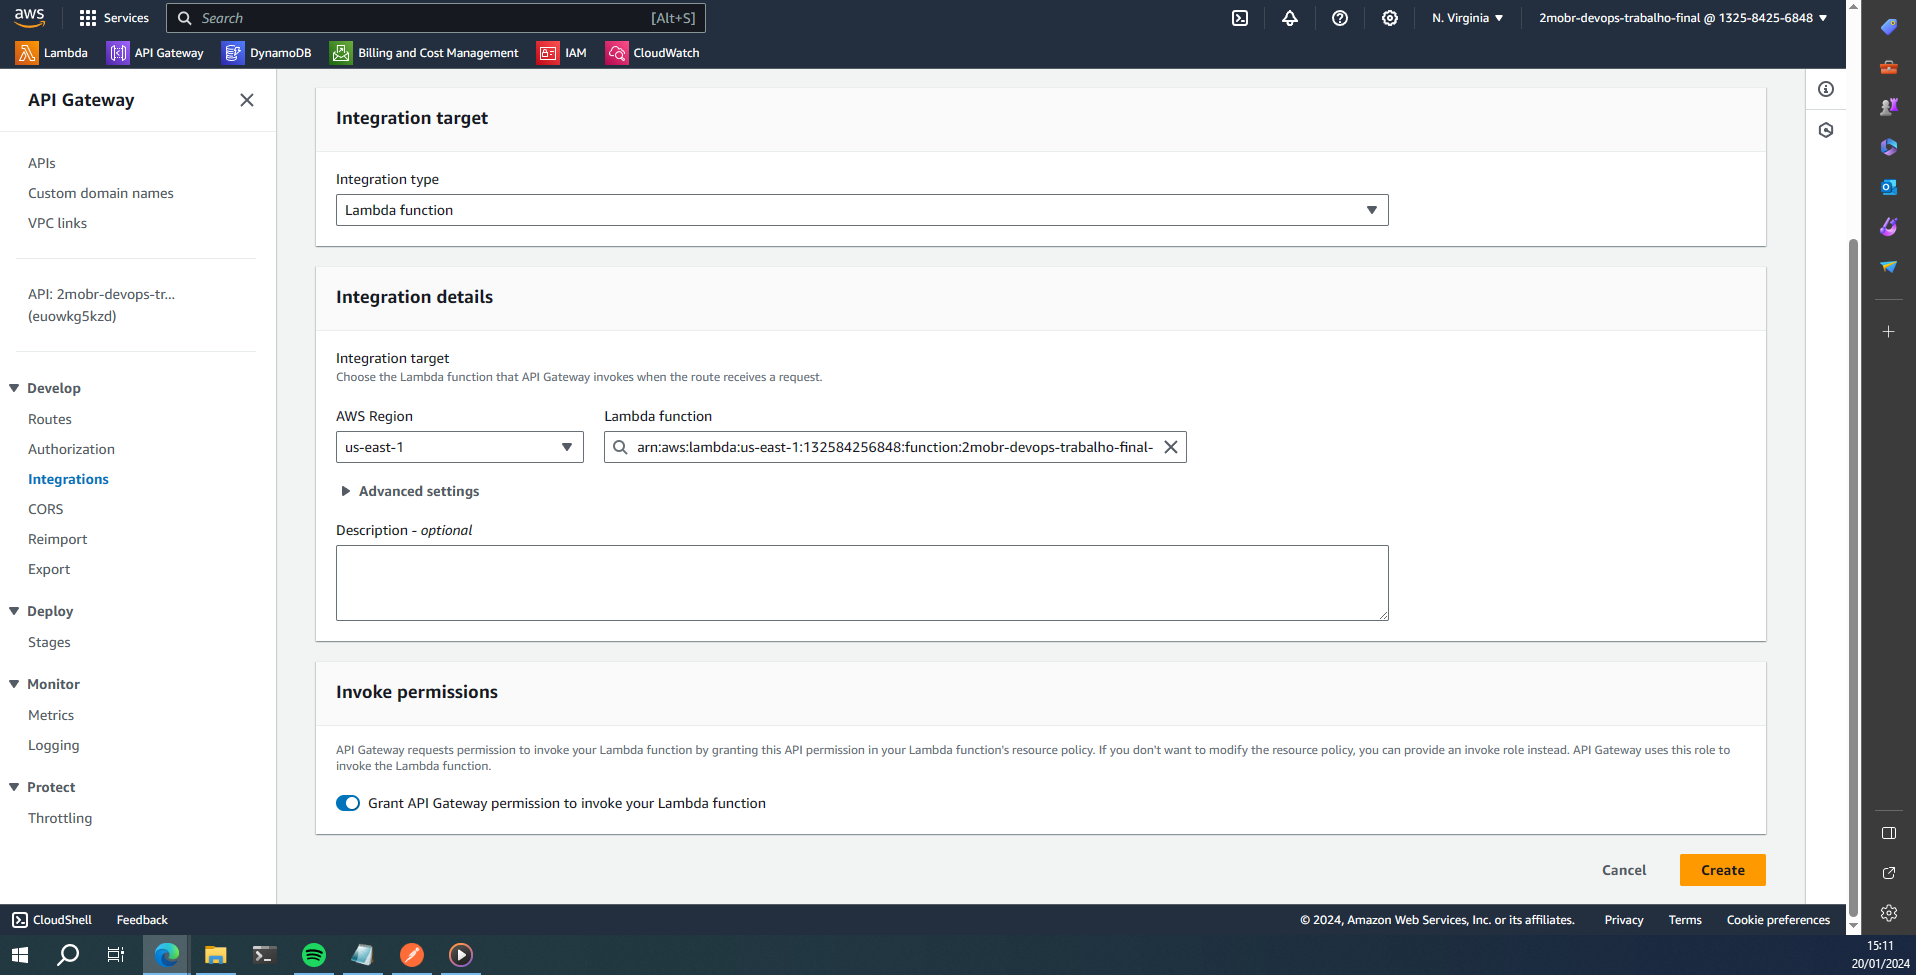 aws
Services
Search
[Alt+S]
N. Virginia
2mobr-devops-trabalho-final @ 1325-8425-6848
Lambda
API Gateway
DynamoDB
Billing and Cost Management
IAM
CloudWatch
API Gateway
APIs
Custom domain names
VPC links
API: 2mobr-devops-tr...
(euowkg5kzd)
Develop
Routes
Authorization
Integrations
CORS
Reimport
Export
Deploy
Stages
Monitor
Metrics
Logging
Protect
Throttling
Integration target
Integration type
Lambda function
Integration details
Integration target
Choose the Lambda function that API Gateway invokes when the route receives a request.
AWS Region
Lambda function
us-east-1
arn:aws:lambda:us-east-1:132584256848:function:2mobr-devops-trabalho-final-
Advanced settings
Description - optional
Invoke permissions
API Gateway requests permission to invoke your Lambda function by granting this API permission in your Lambda function's resource policy. If you don't want to modify the resource policy, you can provide an invoke role instead. API Gateway uses this role to
invoke the Lambda function.
Grant API Gateway permission to invoke your Lambda function
Cancel
Create
CloudShell
Feedback
© 2024, Amazon Web Services, Inc. or its affiliates.
Privacy
Terms
Cookie preferences
15:11
20/01/2024